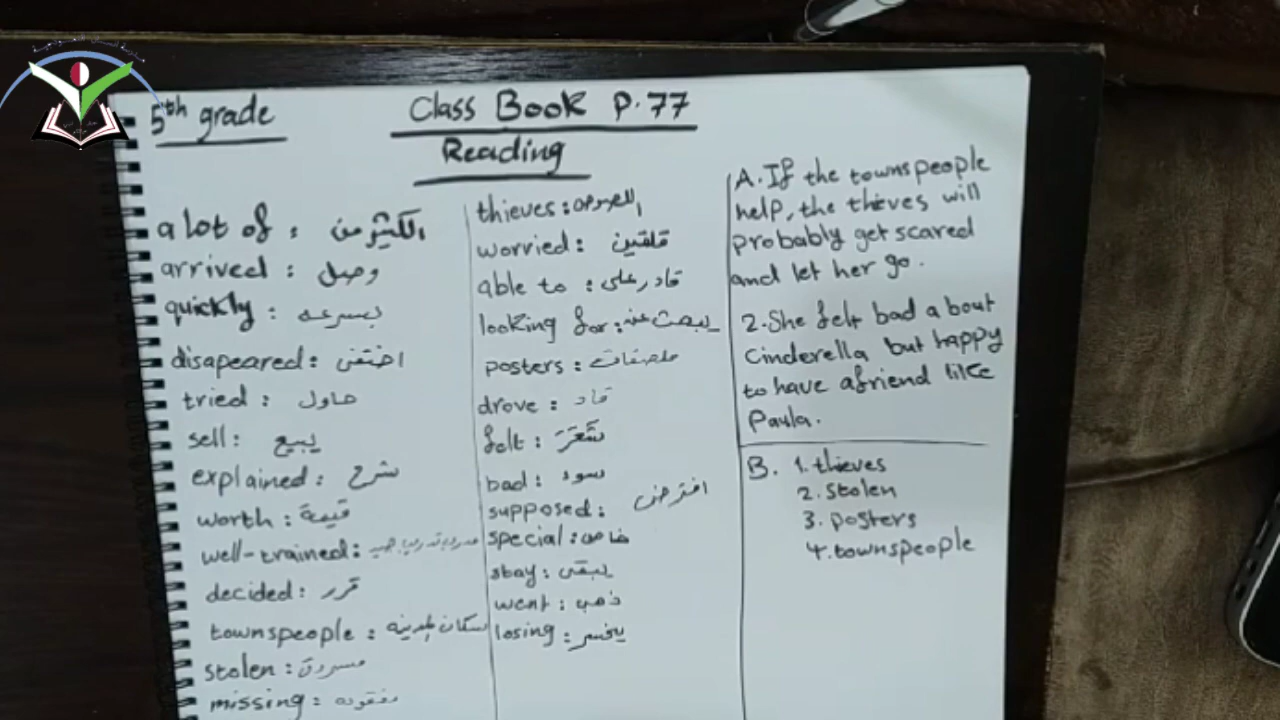 5th grade
Class Book P.77
Reading
a lot of : الكثير من
arrived : وصل
quickly : بسرعه
disapeared : اختفى
tried : حاول
sell : يبيع
explained : شرح
worth : قيمة
well-trained :
decided : قرر
townspeople : سكان المدينه
stolen : مسروق
missing : مفقوده
thieves : اللصوص
worried : قلقين
able to : قادر على
looking for : يبحث عن
posters : ملصقات
drove : قاد
felt : شعر
bad : سوء
supposed : افترض
special : خاص
stay : يبقى
went : ذهب
losing : يخسر
A. If the townspeople
help, the thieves will
probably get scared
and let her go.
2. She felt bad a bout
Cinderella but happy
to have a friend like
Paula.
B. 1. thieves
2. stolen
3. posters
4. townspeople